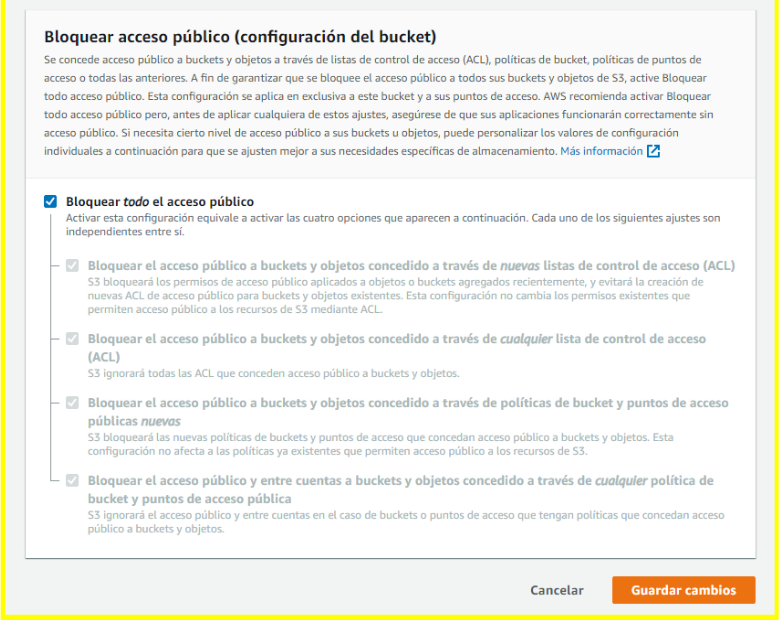 Bloquear acceso público (configuración del bucket)
Se concede acceso público a buckets y objetos a través de listas de control de acceso (ACL), políticas de bucket, políticas de puntos de
acceso o todas las anteriores. A fin de garantizar que se bloquee el acceso público a todos sus buckets y objetos de S3, active Bloquear
todo acceso público. Esta configuración se aplica en exclusiva a este bucket y a sus puntos de acceso. AWS recomienda activar Bloquear
todo acceso público pero, antes de aplicar cualquiera de estos ajustes, asegúrese de que sus aplicaciones funcionarán correctamente sin
acceso público. Si necesita cierto nivel de acceso público a sus buckets u objetos, puede personalizar los valores de configuración
individuales a continuación para que se ajusten mejor a sus necesidades específicas de almacenamiento. Más información
Bloquear todo el acceso público
Activar esta configuración equivale a activar las cuatro opciones que aparecen a continuación. Cada uno de los siguientes ajustes son
independientes entre sí.
Bloquear el acceso público a buckets y objetos concedido a través de nuevas listas de control de acceso (ACL)
S3 bloqueará los permisos de acceso público aplicados a objetos o buckets agregados recientemente, y evitará la creación de
nuevas ACL de acceso público para buckets y objetos existentes. Esta configuración no cambia los permisos existentes que
permiten acceso público a los recursos de S3 mediante ACL.
Bloquear el acceso público a buckets y objetos concedido a través de cualquier lista de control de acceso
(ACL)
S3 ignorará todas las ACL que conceden acceso público a buckets y objetos.
Bloquear el acceso público a buckets y objetos concedido a través de políticas de bucket y puntos de acceso
públicas nuevas
S3 bloqueará las nuevas políticas de buckets y puntos de acceso que concedan acceso público a buckets y objetos. Esta
configuración no afecta a las políticas ya existentes que permiten acceso público a los recursos de S3.
Bloquear el acceso público y entre cuentas a buckets y objetos concedido a través de cualquier política de
bucket y puntos de acceso pública
S3 ignorará el acceso público y entre cuentas en el caso de buckets o puntos de acceso que tengan políticas que concedan acceso
público a buckets y objetos.
Cancelar
Guardar cambios